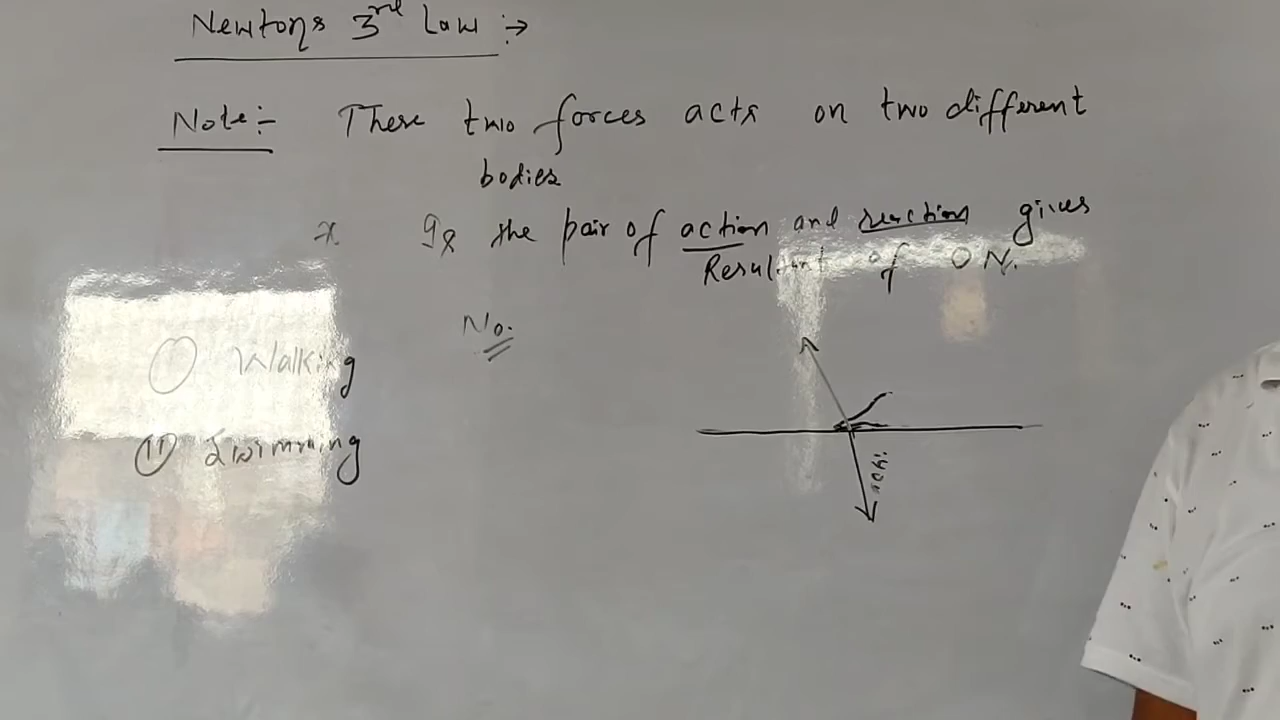 Newtons 3rd Law :→
Note:- These two forces acts on two different
bodies
x Is the pair of action and reaction gives
Resultant of 0 N.
No.
(i) Walking
(ii) Swimming